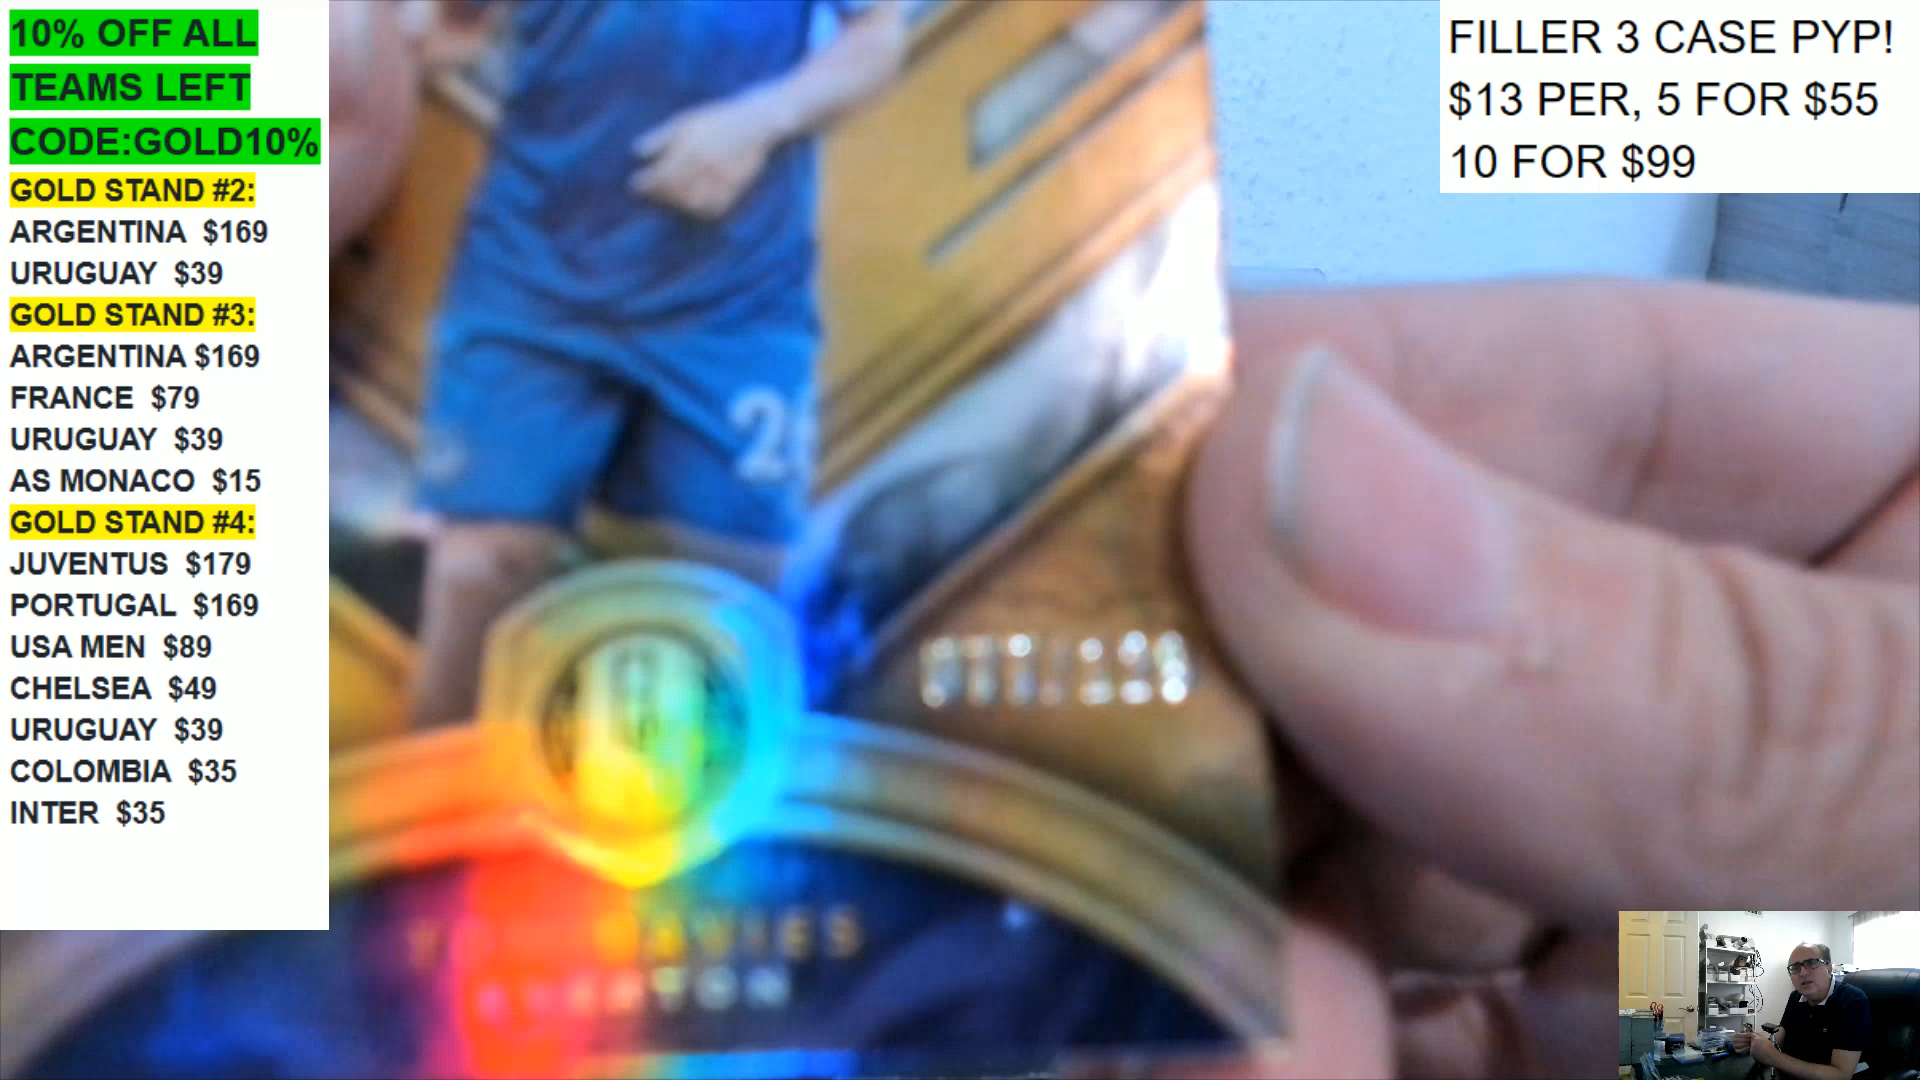 10% OFF ALL
TEAMS LEFT
CODE:GOLD10%
GOLD STAND #2:
ARGENTINA $169
URUGUAY $39
GOLD STAND #3:
ARGENTINA $169
FRANCE $79
URUGUAY $39
AS MONACO $15
GOLD STAND #4:
JUVENTUS $179
PORTUGAL $169
USA MEN $89
CHELSEA $49
URUGUAY $39
COLOMBIA $35
INTER $35
FILLER 3 CASE PYP!
$13 PER, 5 FOR $55
10 FOR $99